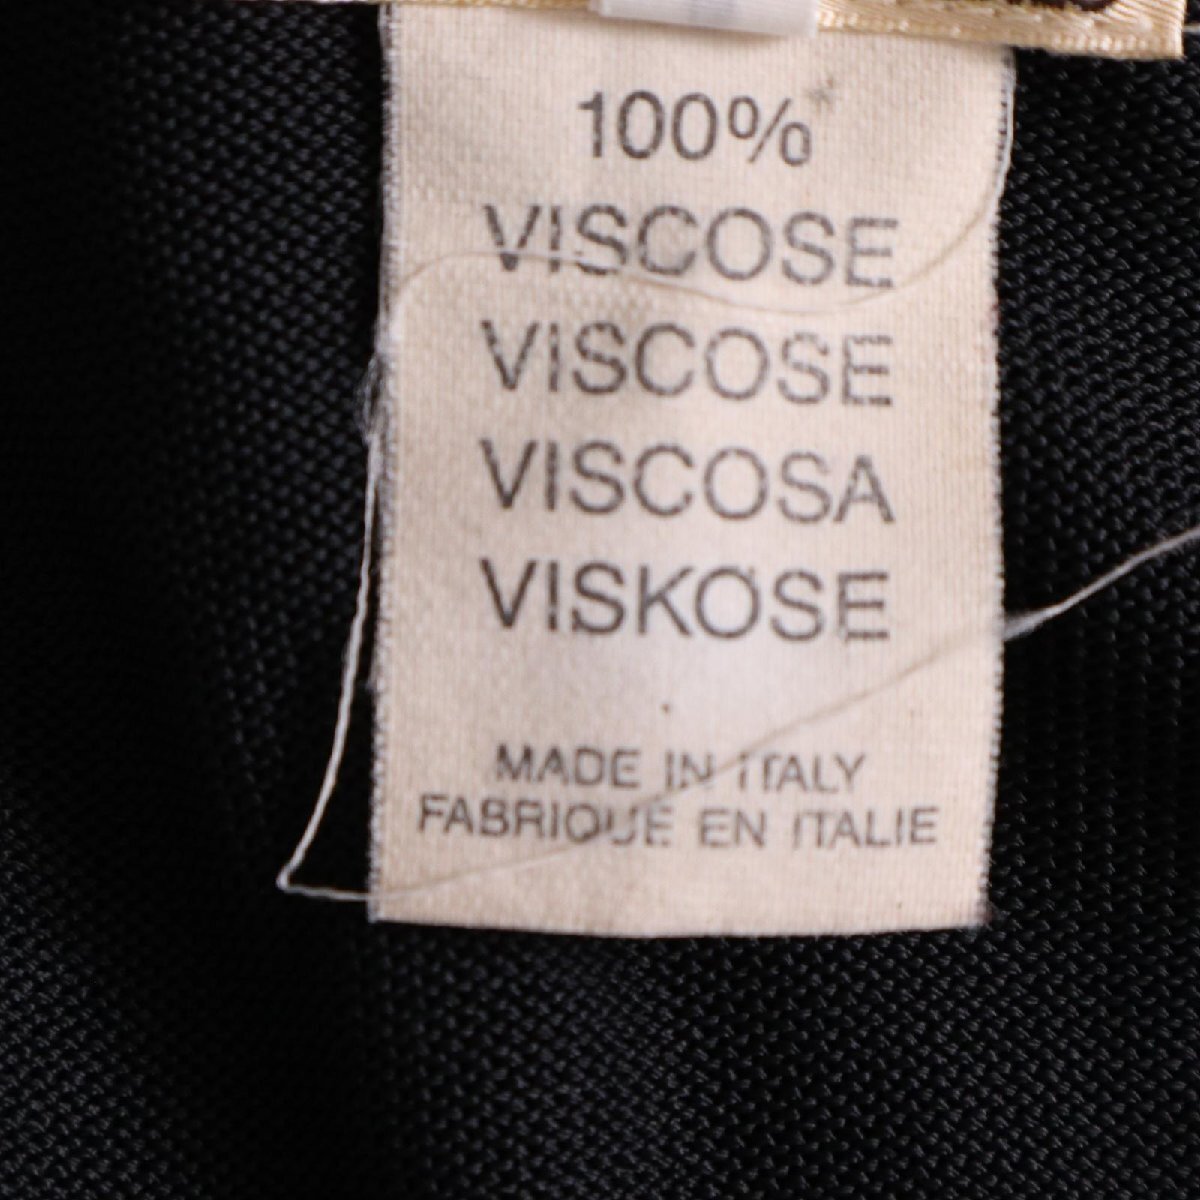 100%
VISCOSE
VISCOSE
VISCOSA
VISKOSE
MADE IN ITALY
FABRIQUE EN ITALIE